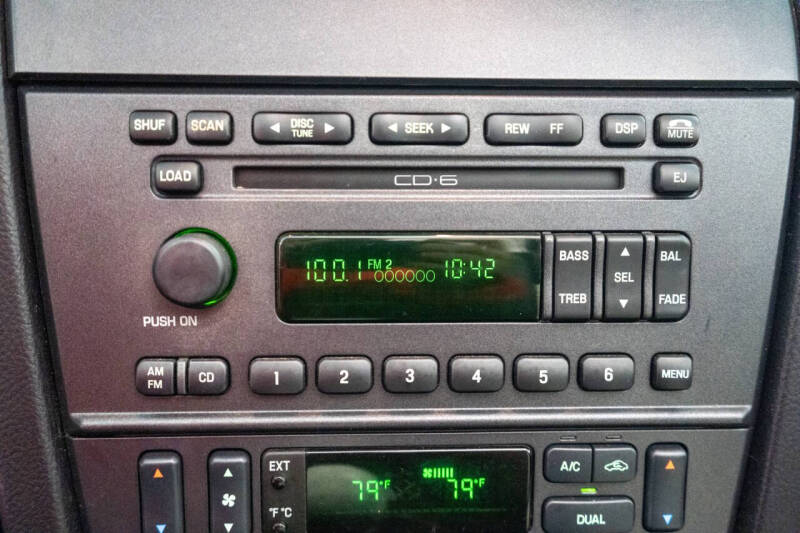 SHUF SCAN DISC TUNE SEEK REW FF DSP MUTE
LOAD CD·6 EJ
100.1 FM 2 10:42
BASS SEL BAL
TREB FADE
PUSH ON
AM FM CD 1 2 3 4 5 6 MENU
EXT A/C
79°F 79°F
°F °C DUAL